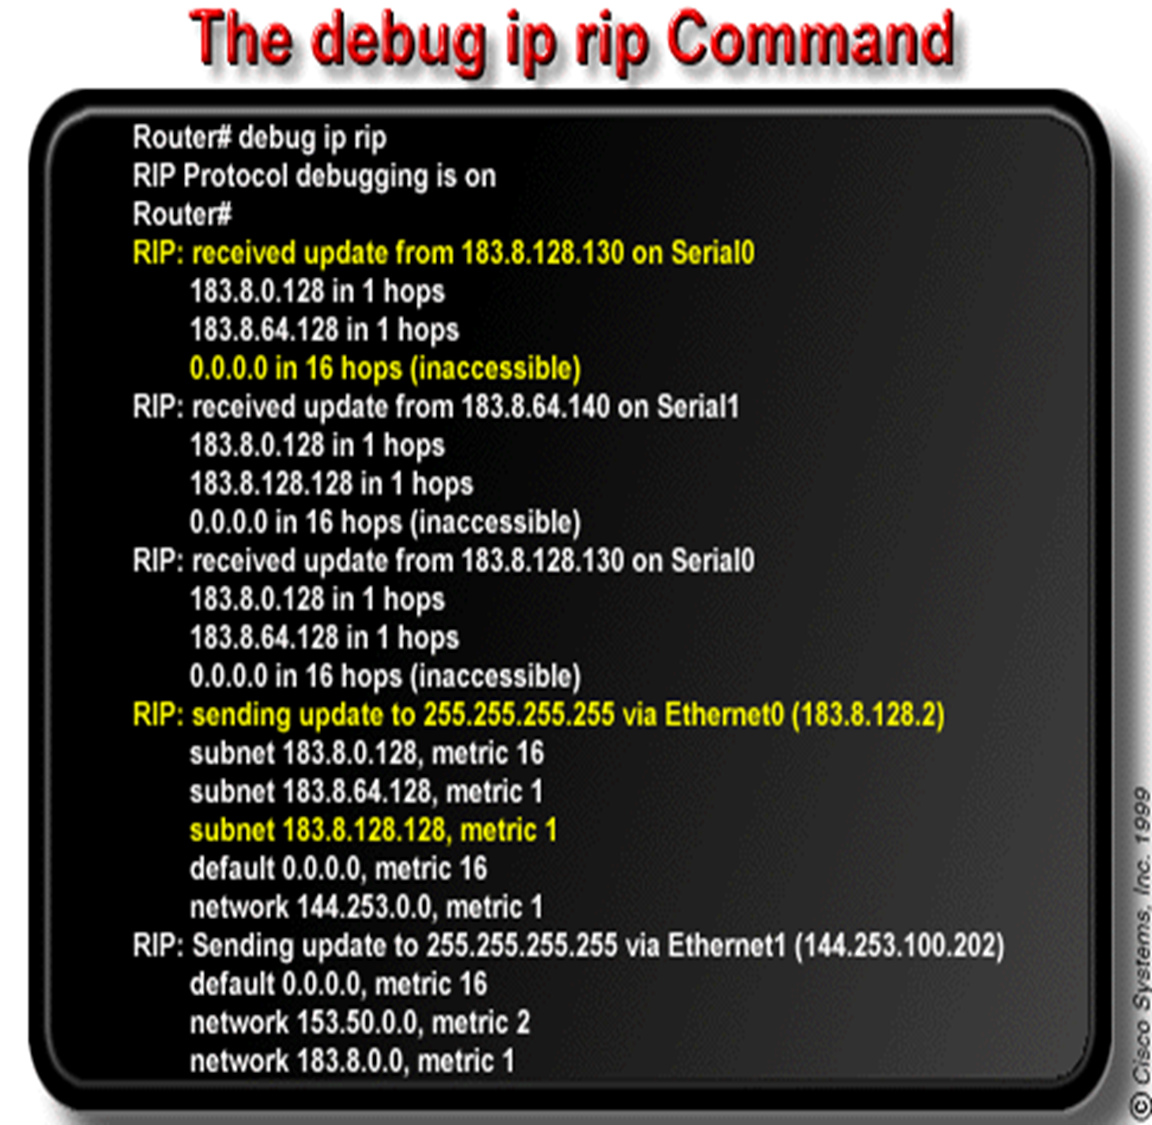 The debug ip rip Command
Router# debug ip rip
RIP Protocol debugging is on
Router#
RIP: received update from 183.8.128.130 on Serial0
183.8.0.128 in 1 hops
183.8.64.128 in 1 hops
0.0.0.0 in 16 hops (inaccessible)
RIP: received update from 183.8.64.140 on Serial1
183.8.0.128 in 1 hops
183.8.128.128 in 1 hops
0.0.0.0 in 16 hops (inaccessible)
RIP: received update from 183.8.128.130 on Serial0
183.8.0.128 in 1 hops
183.8.64.128 in 1 hops
0.0.0.0 in 16 hops (inaccessible)
RIP: sending update to 255.255.255.255 via Ethernet0 (183.8.128.2)
subnet 183.8.0.128, metric 16
subnet 183.8.64.128, metric 1
subnet 183.8.128.128, metric 1
default 0.0.0.0, metric 16
network 144.253.0.0, metric 1
RIP: Sending update to 255.255.255.255 via Ethernet1 (144.253.100.202)
default 0.0.0.0, metric 16
network 153.50.0.0, metric 2
network 183.8.0.0, metric 1
© Cisco Systems, Inc. 1999